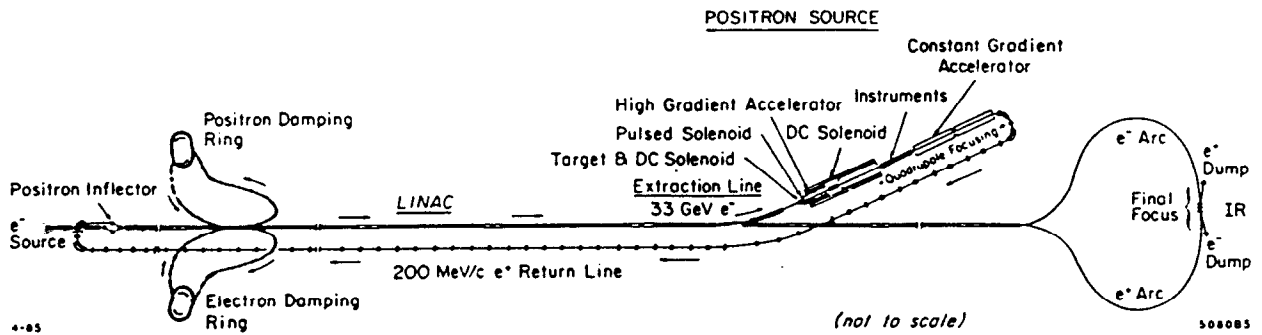 POSITRON SOURCE
Constant Gradient
Accelerator
High Gradient Accelerator
Instruments
Pulsed Solenoid
DC Solenoid
Target & DC Solenoid
Quadrupole Focusing
Extraction Line
33 GeV e⁻
Positron Damping
Ring
Positron Inflector
e⁻
Source
LINAC
200 MeV/c e⁺ Return Line
Electron Damping
Ring
e⁻ Arc
e⁺
Dump
Final
Focus
IR
e⁻
Dump
e⁺ Arc
4-85
(not to scale)
5080B5